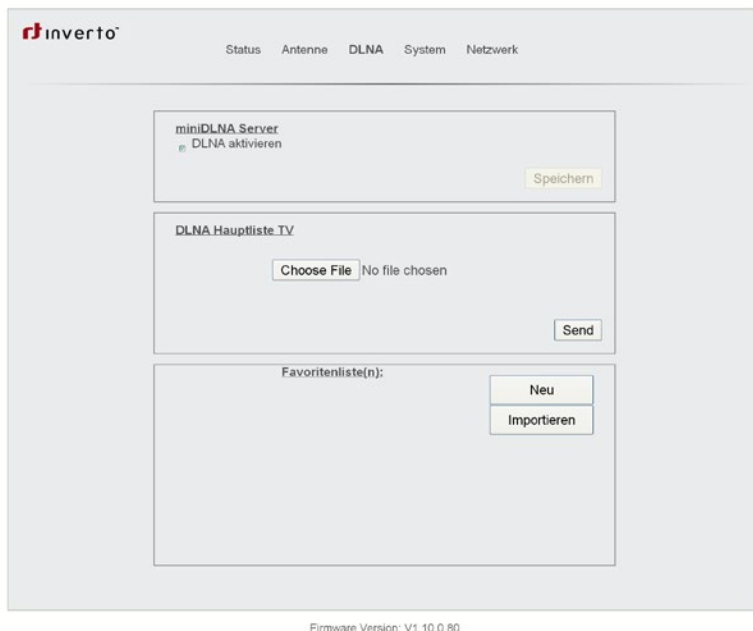 inverto™
Status Antenne DLNA System Netzwerk
miniDLNA Server
DLNA aktivieren
Speichern
DLNA Hauptliste TV
Choose File No file chosen
Send
Favoritenliste(n):
Neu
Importieren
Firmware Version: V1.10.0.80